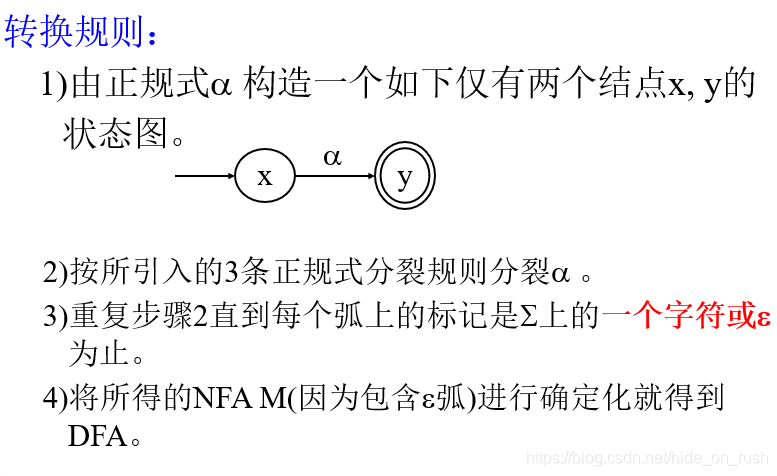 转换规则：
1)由正规式α 构造一个如下仅有两个结点x, y的
状态图。
α
x y
2)按所引入的3条正规式分裂规则分裂α 。
3)重复步骤2直到每个弧上的标记是Σ上的一个字符或ε
为止。
4)将所得的NFA M(因为包含ε弧)进行确定化就得到
DFA。
https://blog.csdn.net/hide_on_rush